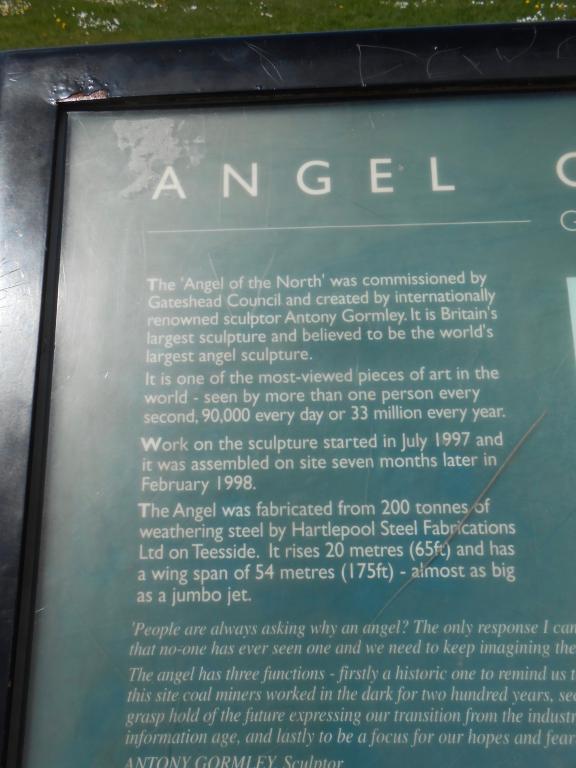 ANGEL
The 'Angel of the North' was commissioned by
Gateshead Council and created by internationally
renowned sculptor Antony Gormley. It is Britain's
largest sculpture and believed to be the world's
largest angel sculpture.
It is one of the most-viewed pieces of art in the
world - seen by more than one person every
second, 90,000 every day or 33 million every year.
Work on the sculpture started in July 1997 and
it was assembled on site seven months later in
February 1998.
The Angel was fabricated from 200 tonnes of
weathering steel by Hartlepool Steel Fabrications
Ltd on Teesside. It rises 20 metres (65ft) and has
a wing span of 54 metres (175ft) - almost as big
as a jumbo jet.
'People are always asking why an angel? The only response I can
that no-one has ever seen one and we need to keep imagining the
The angel has three functions - firstly a historic one to remind us
this site coal miners worked in the dark for two hundred years,
grasp hold of the future expressing our transition from the
information age, and lastly to be a focus for our hopes and
ANTONY GORMLEY, Sculptor